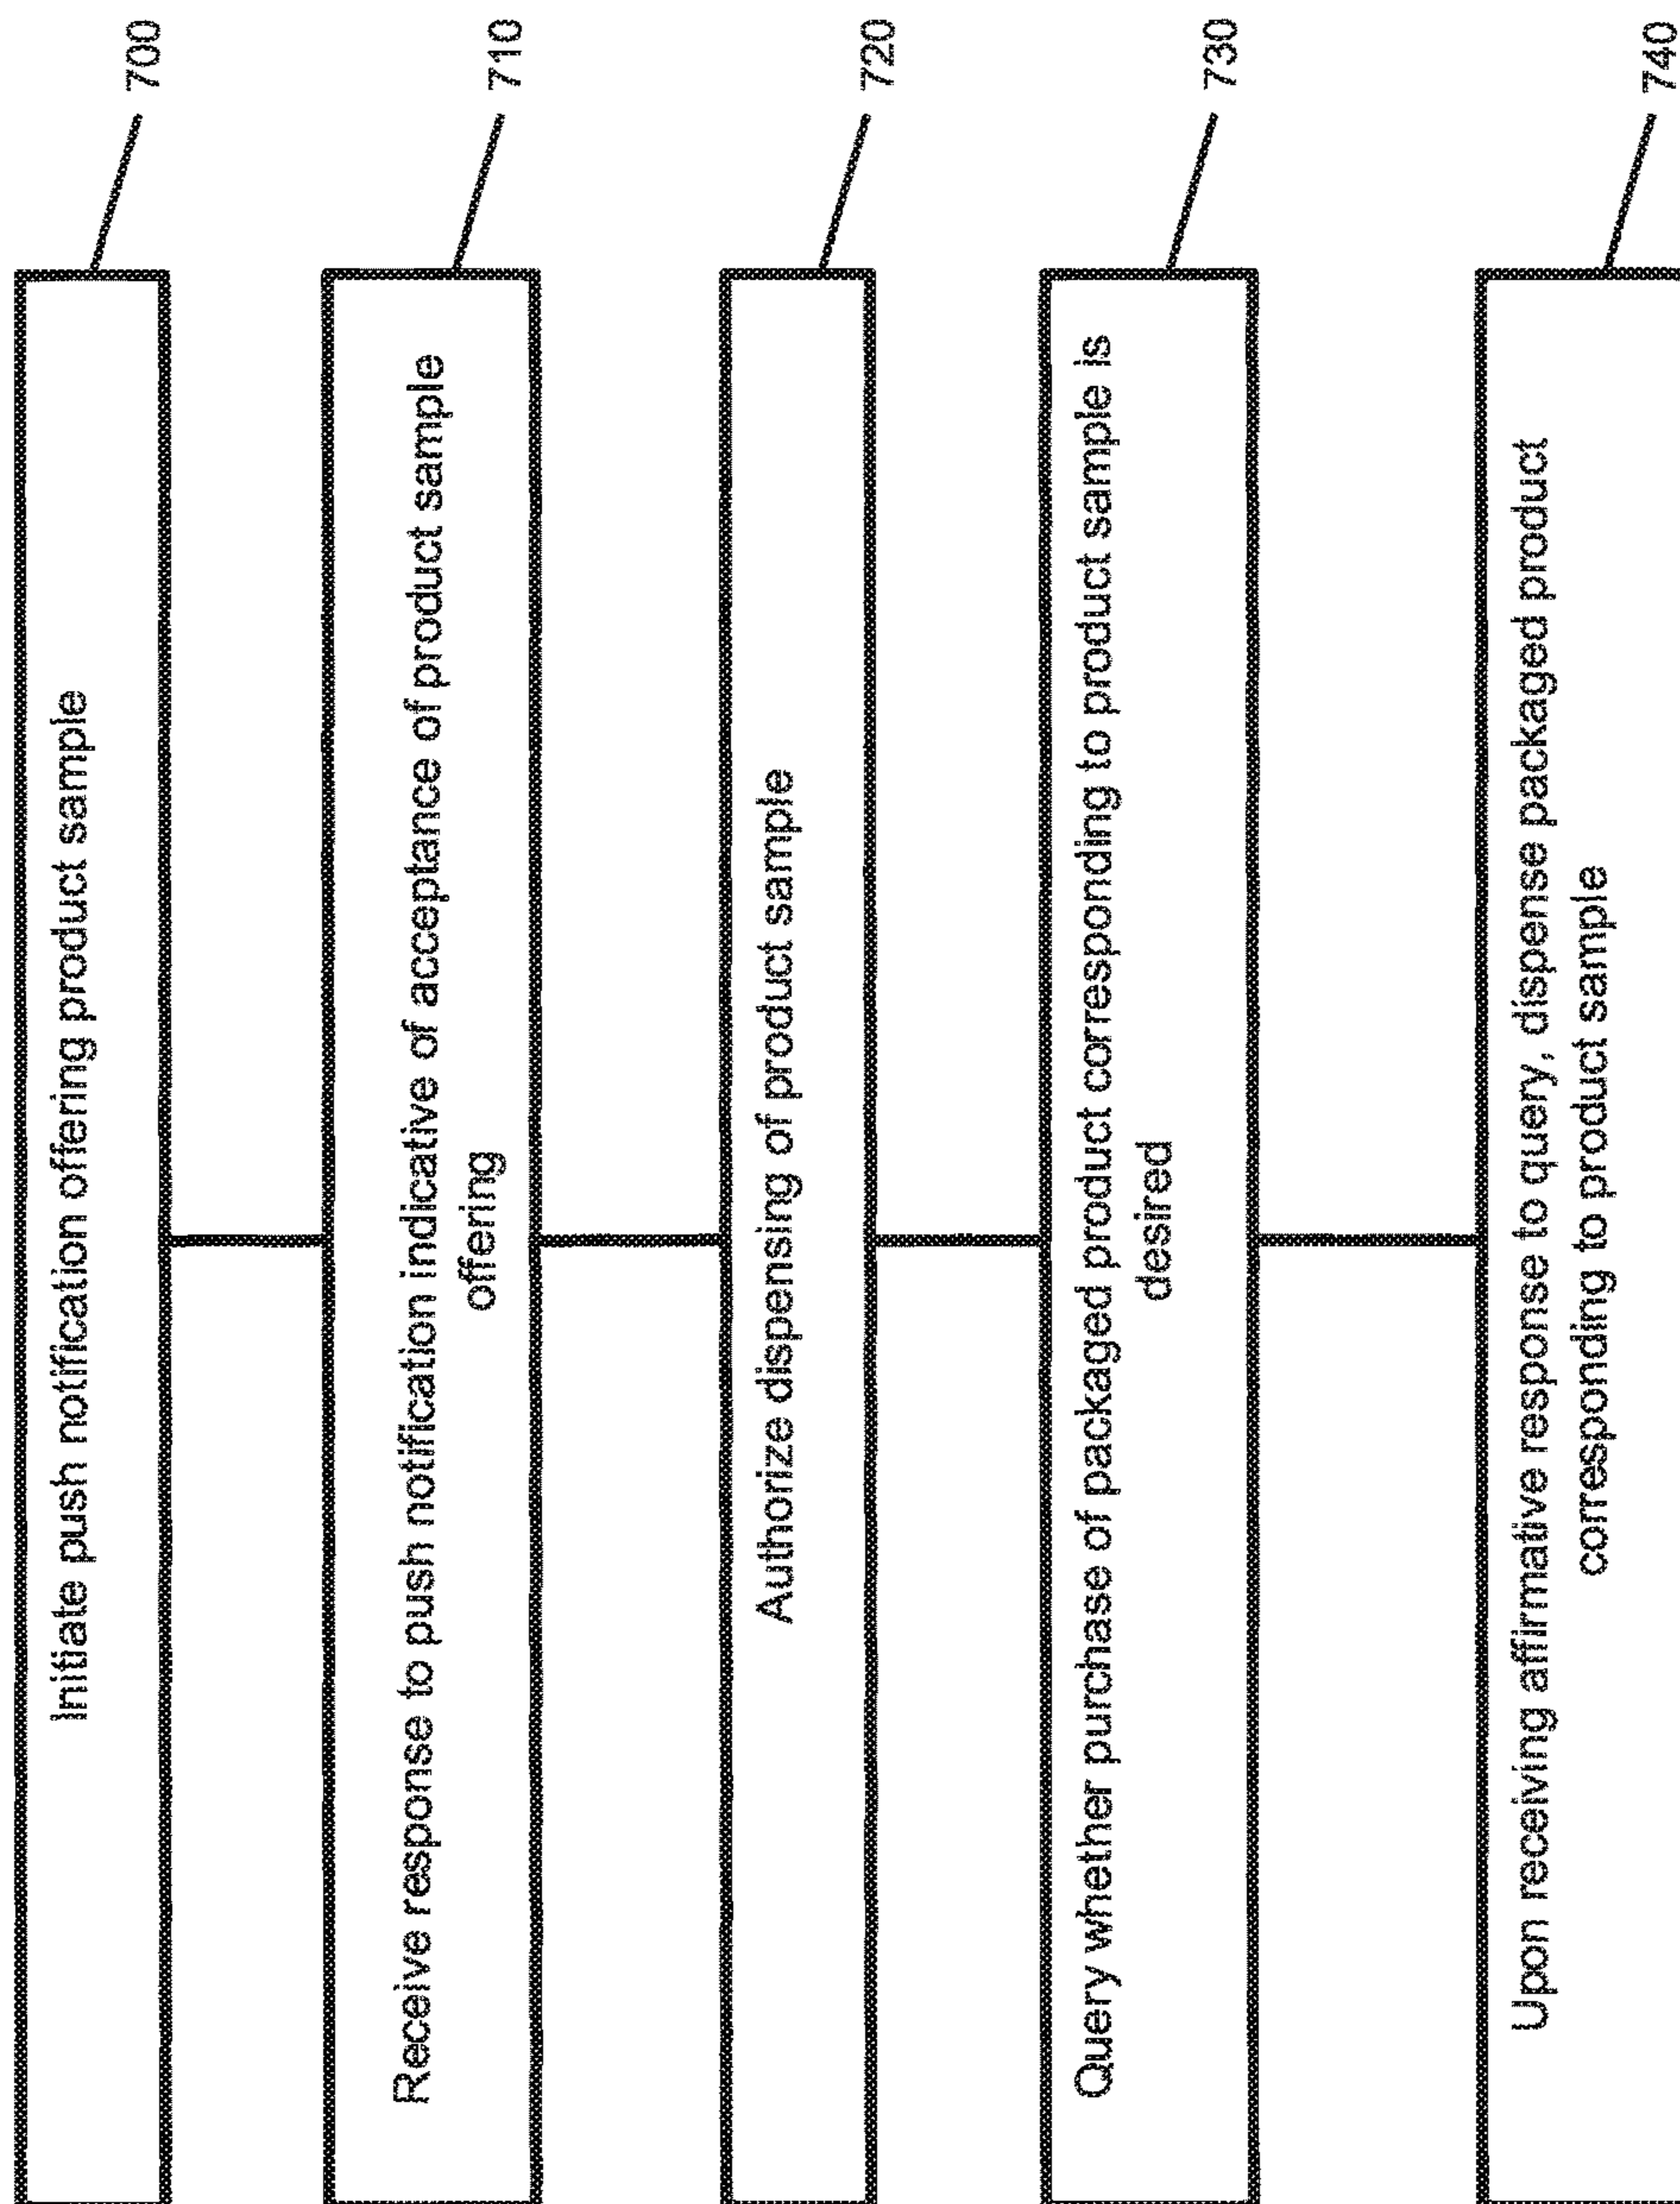 Initiate push notification offering product sample
700
Receive response to push notification indicative of acceptance of product sample
offering
710
Authorize dispensing of product sample
720
Query whether purchase of packaged product corresponding to product sample is
desired
730
Upon receiving affirmative response to query, dispense packaged product
corresponding to product sample
740